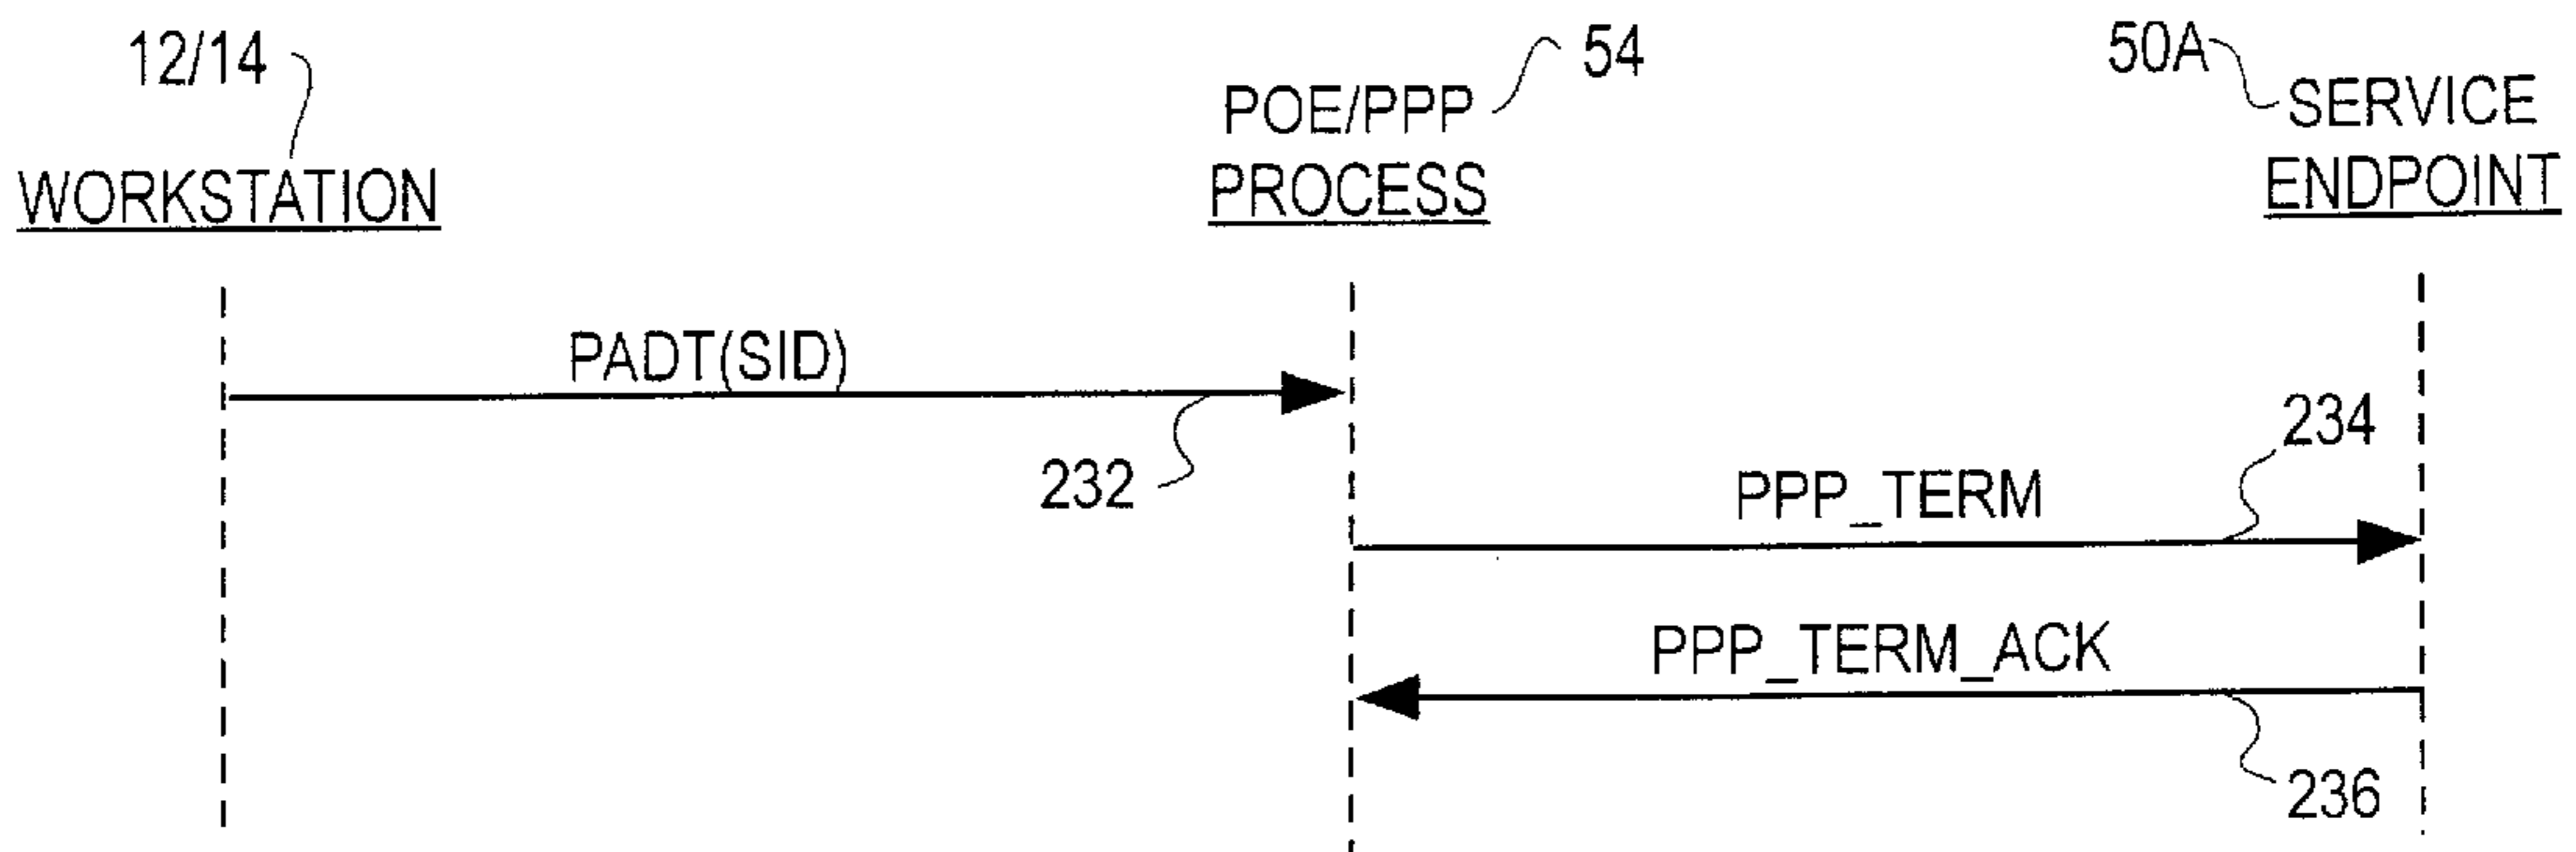 12/14
WORKSTATION
POE/PPP
PROCESS
54
50A
SERVICE
ENDPOINT
PADT(SID)
232
234
PPP_TERM
PPP_TERM_ACK
236